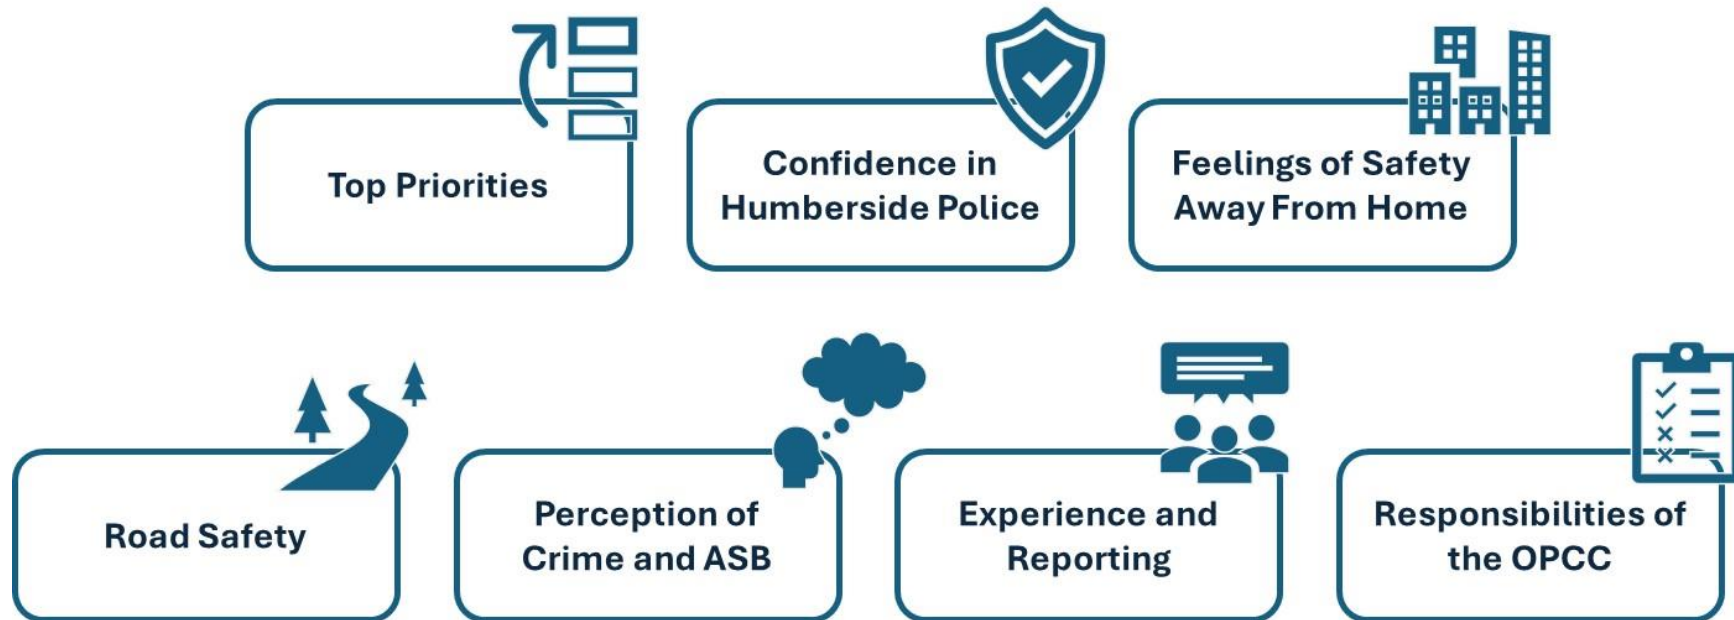 Top Priorities
Confidence in
Humberside Police
Feelings of Safety
Away From Home
Road Safety
Perception of
Crime and ASB
Experience and
Reporting
Responsibilities of
the OPCC